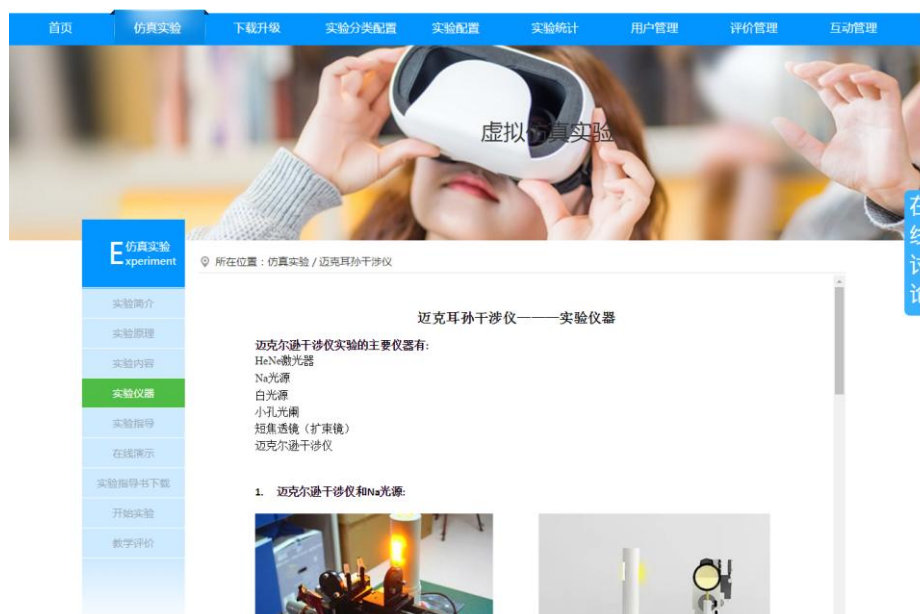 首页 仿真实验 下载升级 实验分类配置 实验配置 实验统计 用户管理 评价管理 互动管理
虚拟仿真实验
在线讨论
E仿真实验
xperiment
所在位置：仿真实验 / 迈克耳孙干涉仪
实验简介
实验原理
实验内容
实验仪器
实验指导
在线演示
实验指导书下载
开始实验
教学评价
迈克耳孙干涉仪———实验仪器
迈克尔逊干涉仪实验的主要仪器有:
HeNe激光器
Na光源
白光源
小孔光阑
短焦透镜（扩束镜）
迈克尔逊干涉仪
1. 迈克尔逊干涉仪和Na光源: